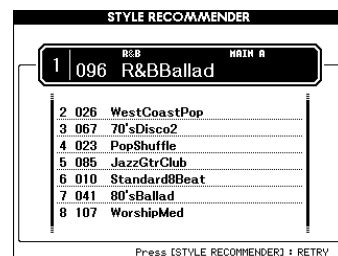 STYLE RECOMMENDER
R&B MAIN A
1 096 R&BBallad
2 026 WestCoastPop
3 067 70'sDisco2
4 023 PopShuffle
5 085 JazzGtrClub
6 010 Standard8Beat
7 041 80'sBallad
8 107 WorshipMed
Press [STYLE RECOMMENDER] : RETRY